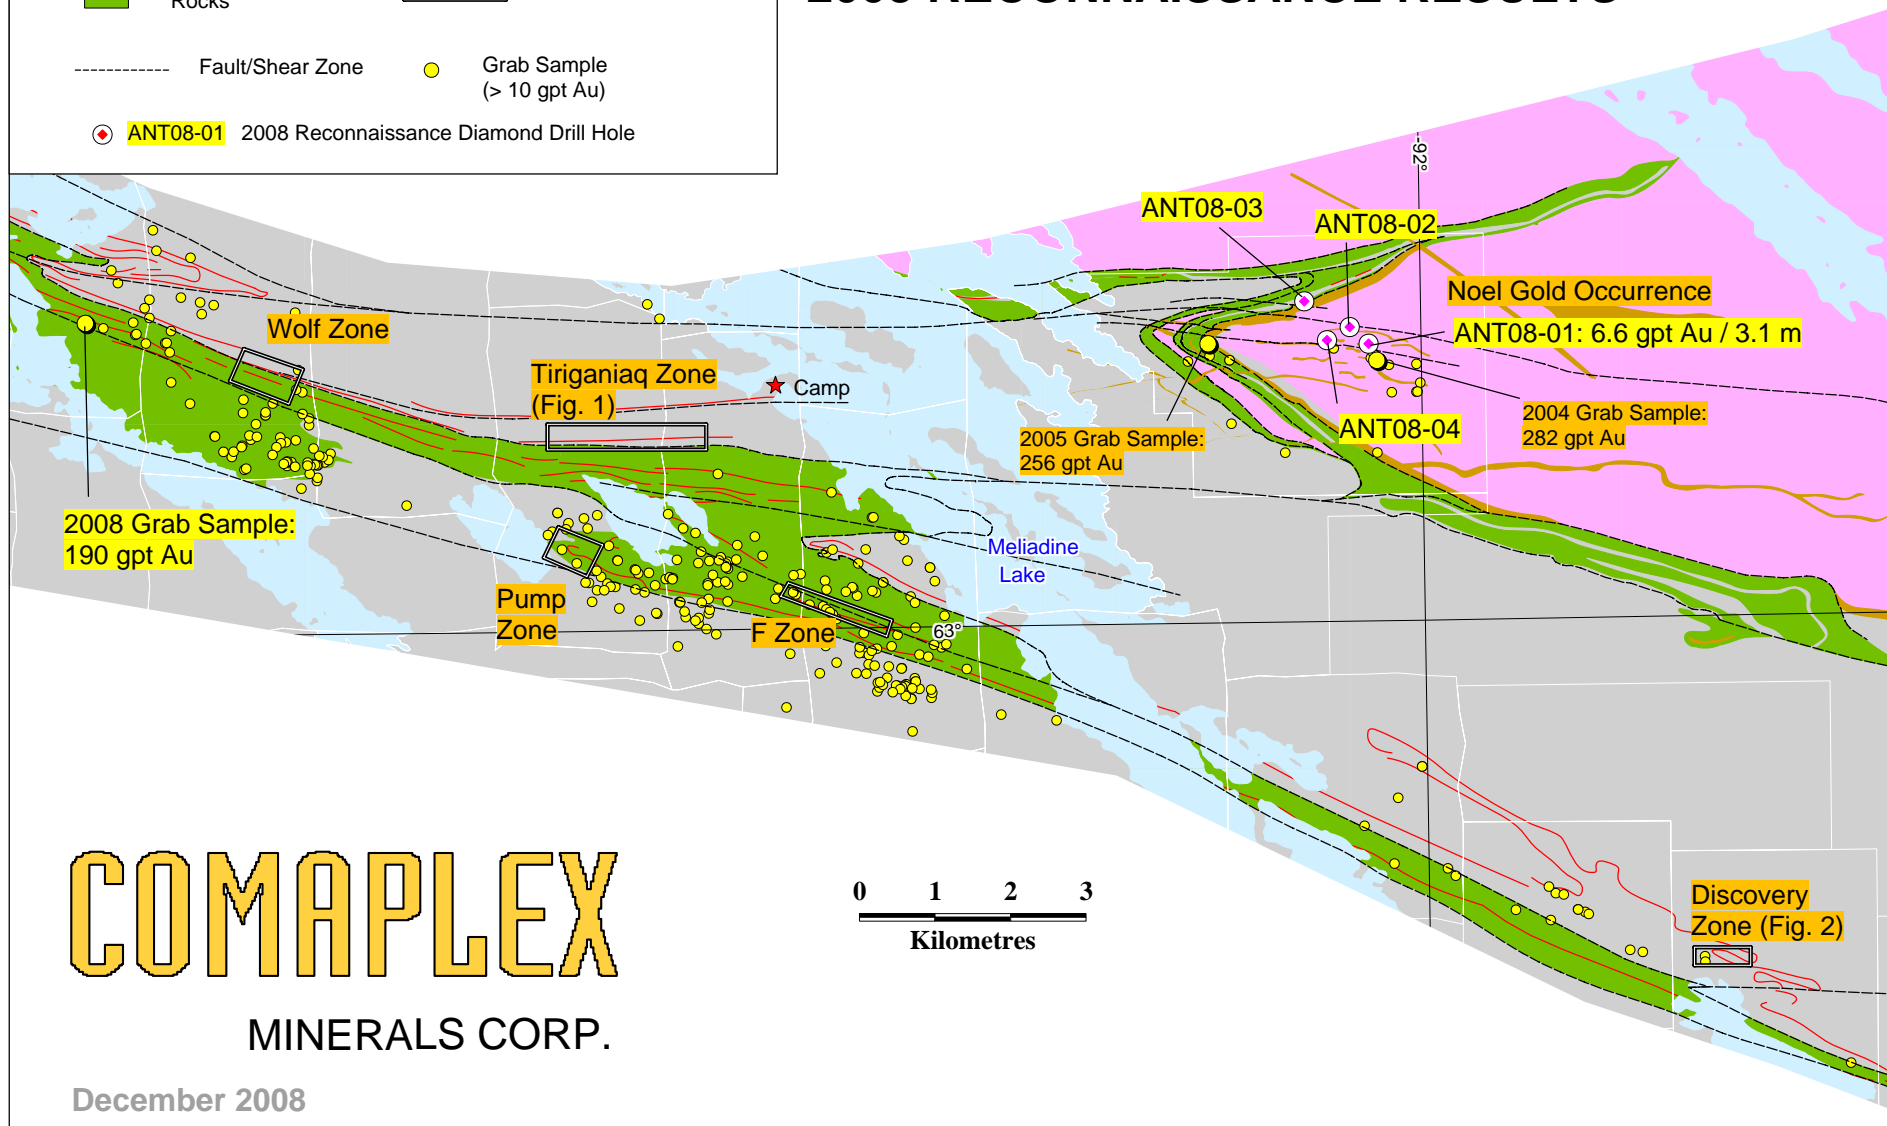 Rocks
2008 RECONNAISSANCE RESULTS
Fault/Shear Zone
Grab Sample
(> 10 gpt Au)
ANT08-01 2008 Reconnaissance Diamond Drill Hole
-92°
ANT08-03
ANT08-02
Noel Gold Occurrence
ANT08-01: 6.6 gpt Au / 3.1 m
Wolf Zone
Tiriganiaq Zone
(Fig. 1)
Camp
2004 Grab Sample:
282 gpt Au
ANT08-04
2005 Grab Sample:
256 gpt Au
2008 Grab Sample:
190 gpt Au
Meliadine
Lake
Pump
Zone
F Zone
63°
COMAPLEX
MINERALS CORP.
0 1 2 3
Kilometres
Discovery
Zone (Fig. 2)
December 2008